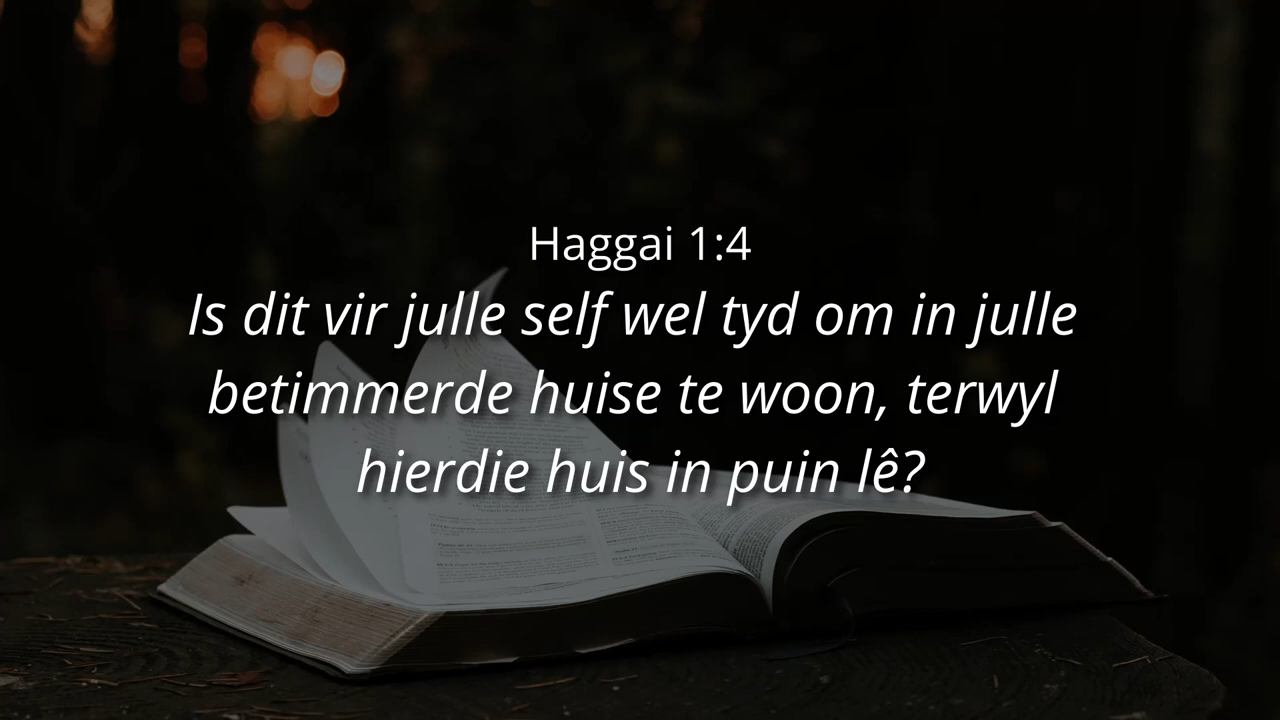 Haggai 1:4
Is dit vir julle self wel tyd om in julle
betimmerde huise te woon, terwyl
hierdie huis in puin lê?